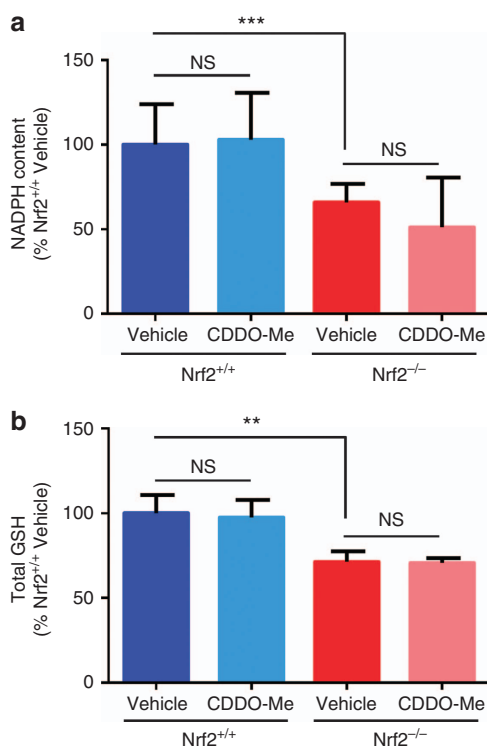 a
***
150
NS
NS
100
50
0
NADPH content
(% Nrf2+/+ Vehicle)
Vehicle CDDO-Me Vehicle CDDO-Me
Nrf2+/+ Nrf2−/−
b
**
150
NS
NS
100
50
0
Total GSH
(% Nrf2+/+ Vehicle)
Vehicle CDDO-Me Vehicle CDDO-Me
Nrf2+/+ Nrf2−/−